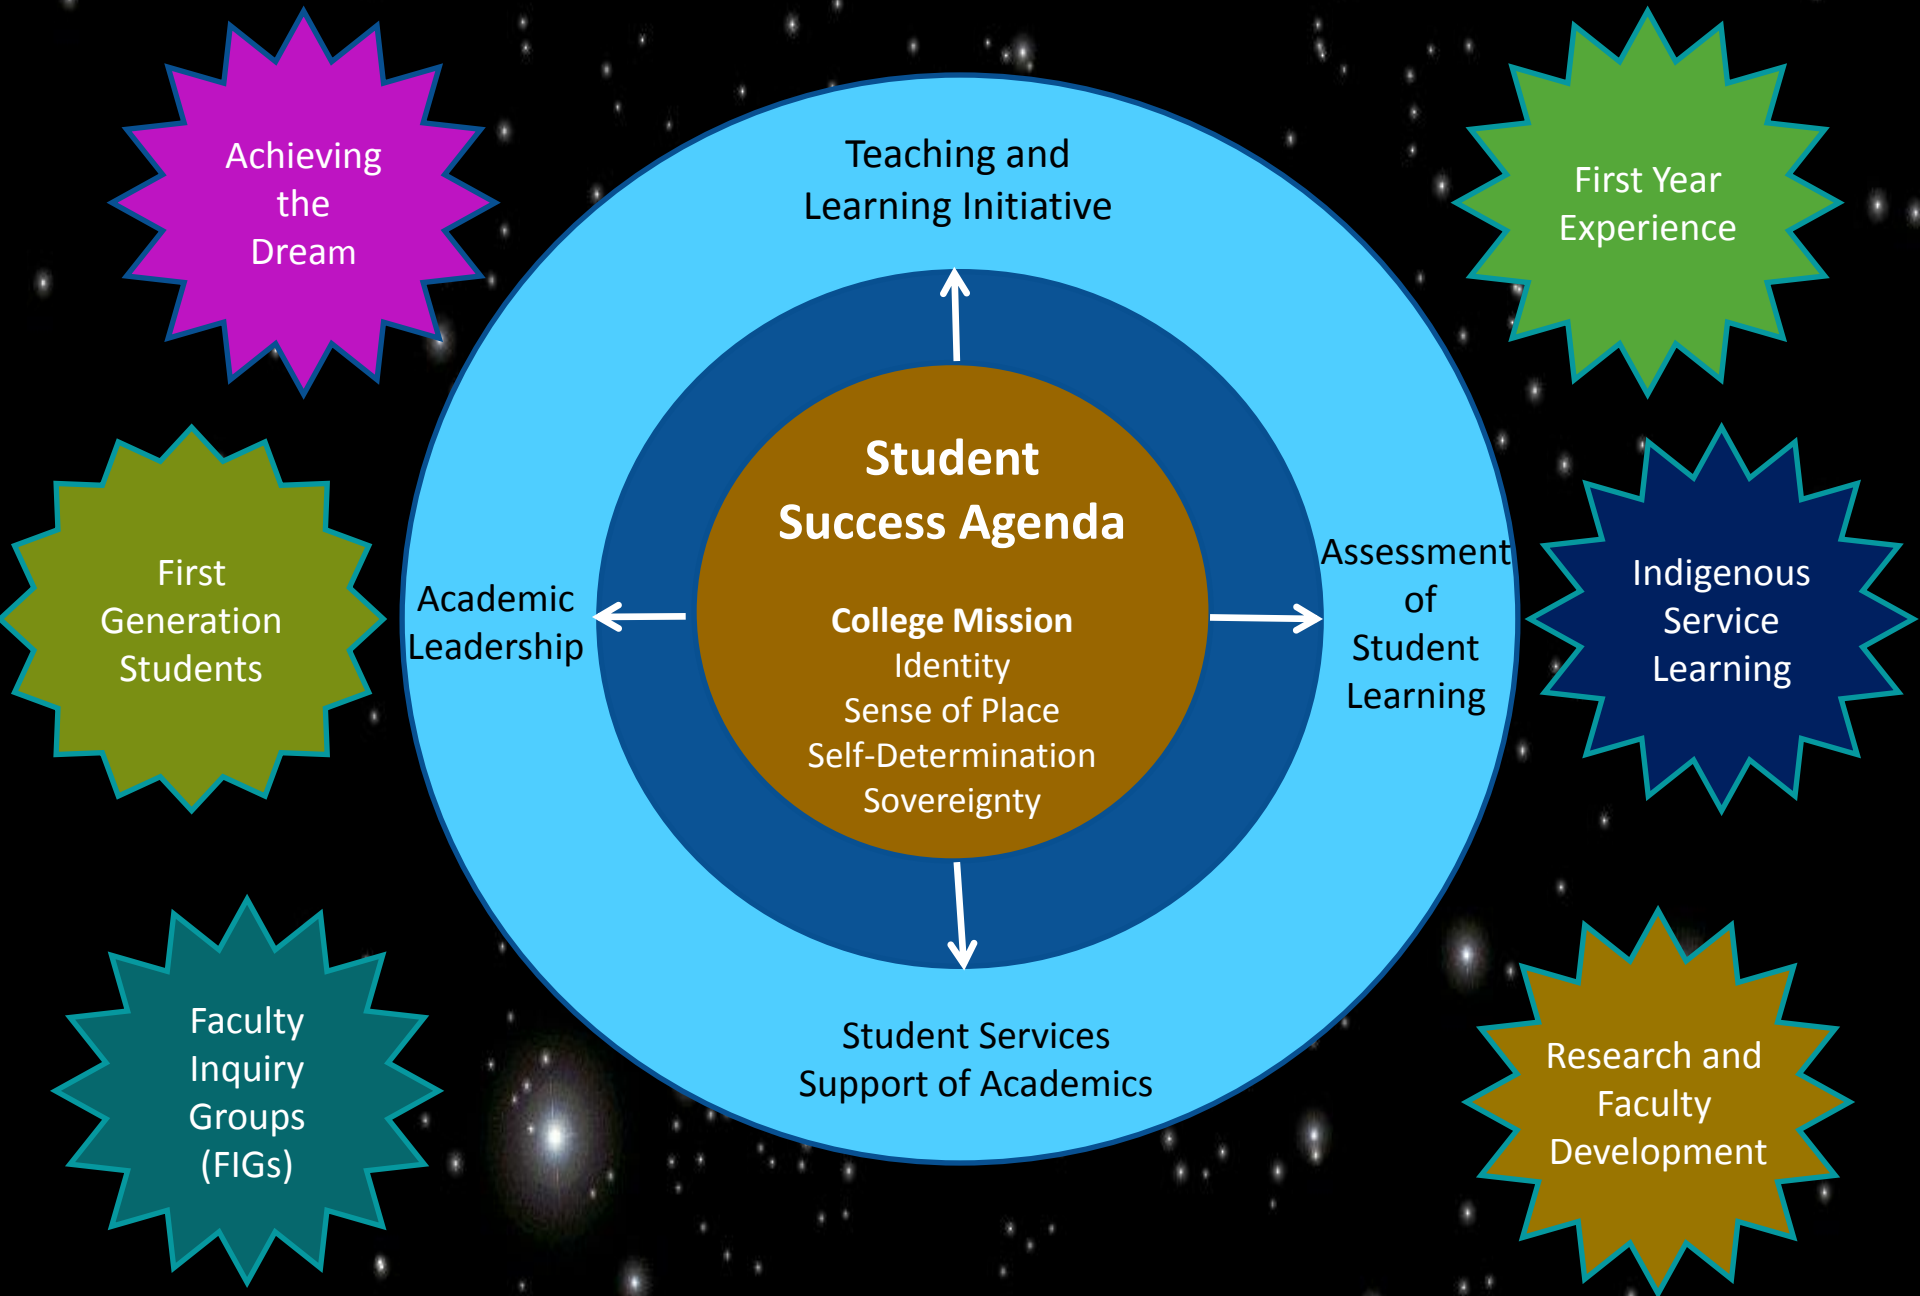 Achieving
the
Dream
Teaching and
Learning Initiative
First Year
Experience
First
Generation
Students
Academic
Leadership
Student
Success Agenda
College Mission
Identity
Sense of Place
Self-Determination
Sovereignty
Assessment
of
Student
Learning
Indigenous
Service
Learning
Faculty
Inquiry
Groups
(FIGs)
Student Services
Support of Academics
Research and
Faculty
Development